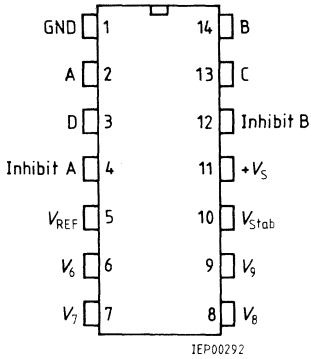 GND 1 14 B
A 2 13 C
D 3 12 Inhibit B
Inhibit A 4 11 +VS
VREF 5 10 VStab
V6 6 9 V9
V7 7 8 V8
IEP00292